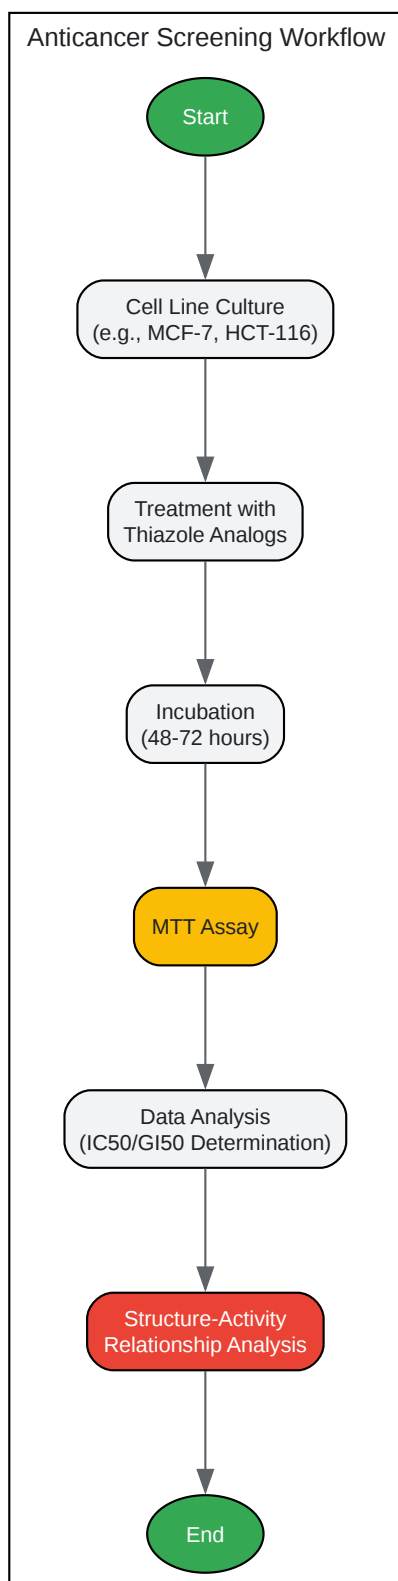 Anticancer Screening Workflow
Start
Cell Line Culture
(e.g., MCF-7, HCT-116)
Treatment with
Thiazole Analogs
Incubation
(48-72 hours)
MTT Assay
Data Analysis
(IC50/GI50 Determination)
Structure-Activity
Relationship Analysis
End